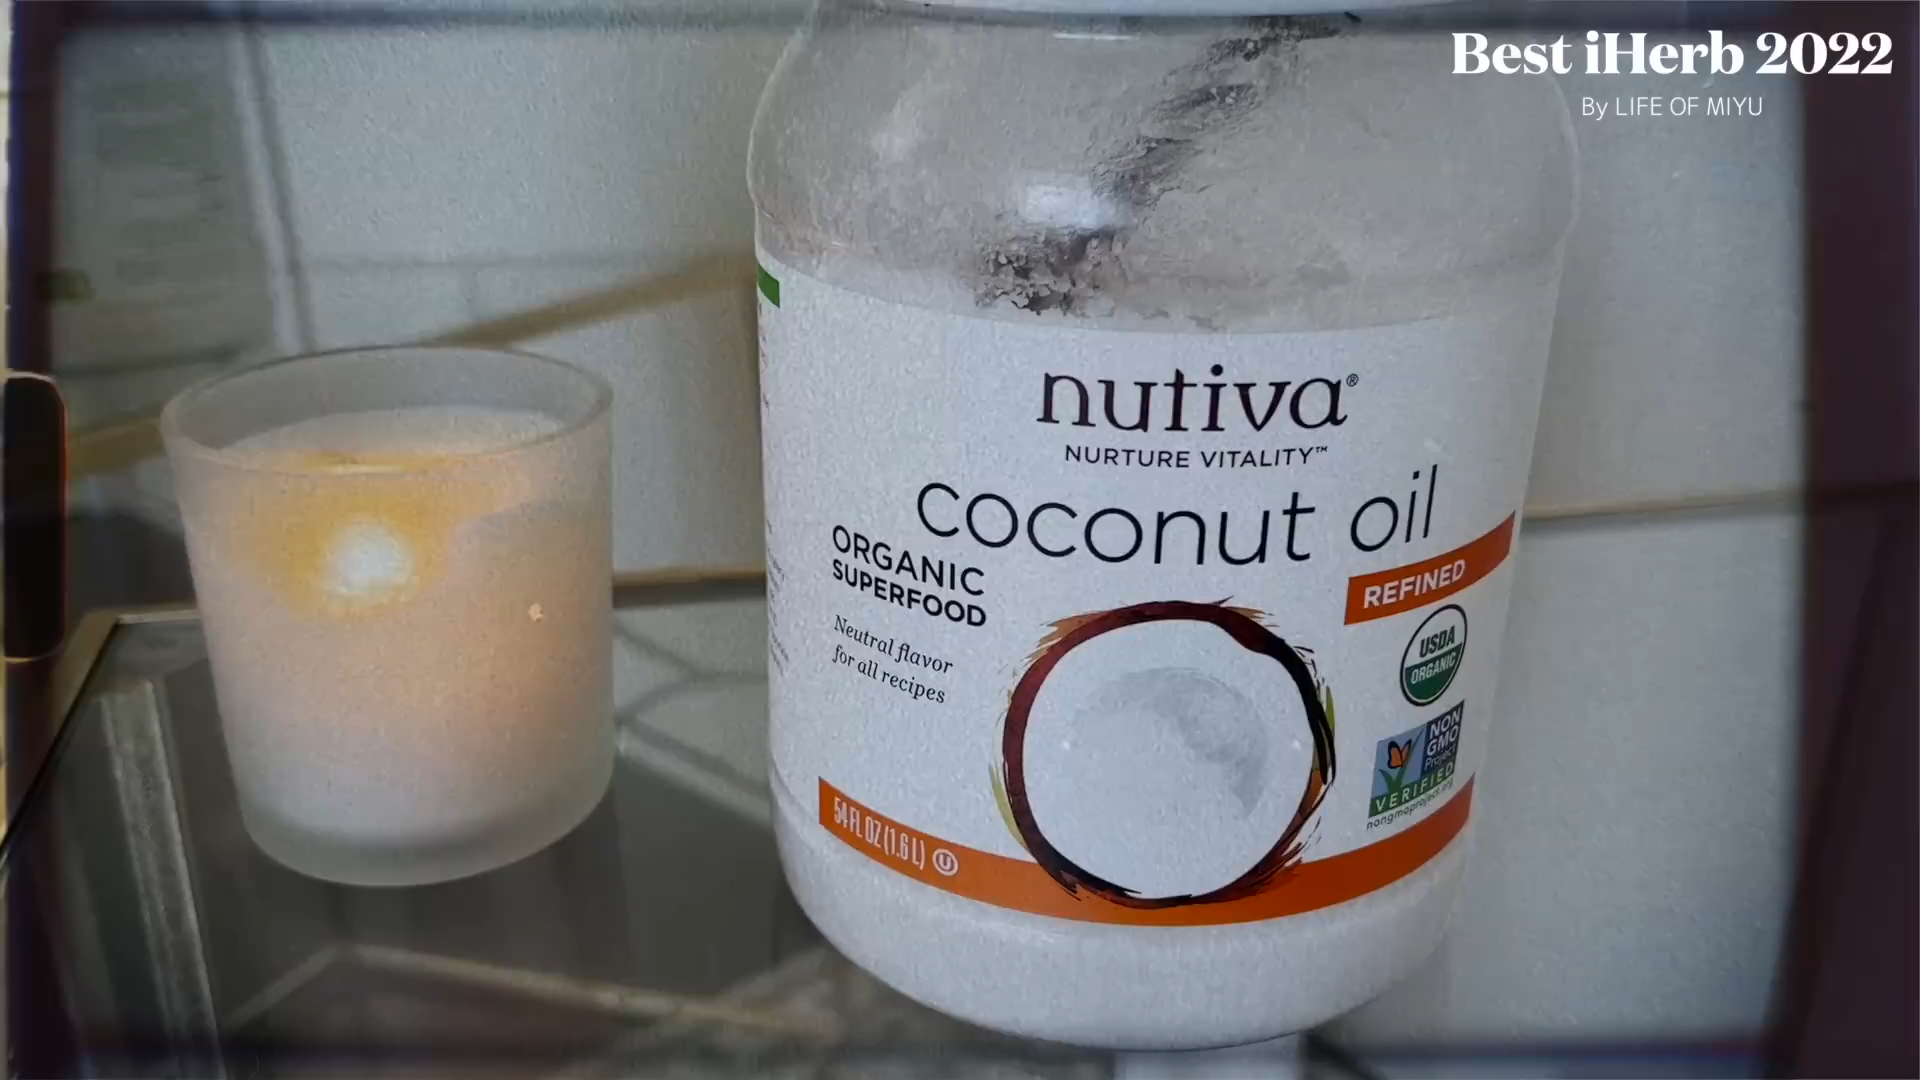 Best iHerb 2022
By LIFE OF MIYU
nutiva®
NURTURE VITALITY™
coconut oil
REFINED
ORGANIC
SUPERFOOD
Neutral flavor
for all recipes
USDA
ORGANIC
NON
GMO
Project
VERIFIED
nongmoproject.org
54 FL OZ (1.6 L) U